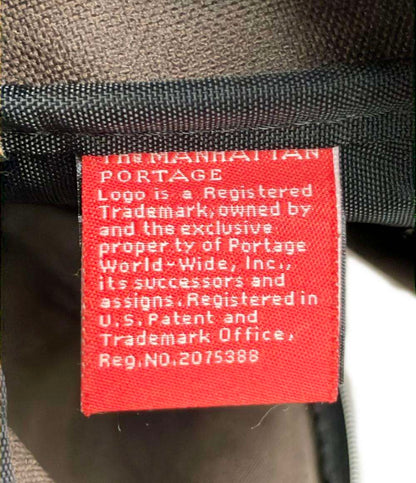 The MANHATTAN
PORTAGE
Logo is a Registered
Trademark, owned by
and the exclusive
property of Portage
World-Wide, Inc.,
its successors and
assigns. Registered in
U.S. Patent and
Trademark Office,
Reg.NO.2075388